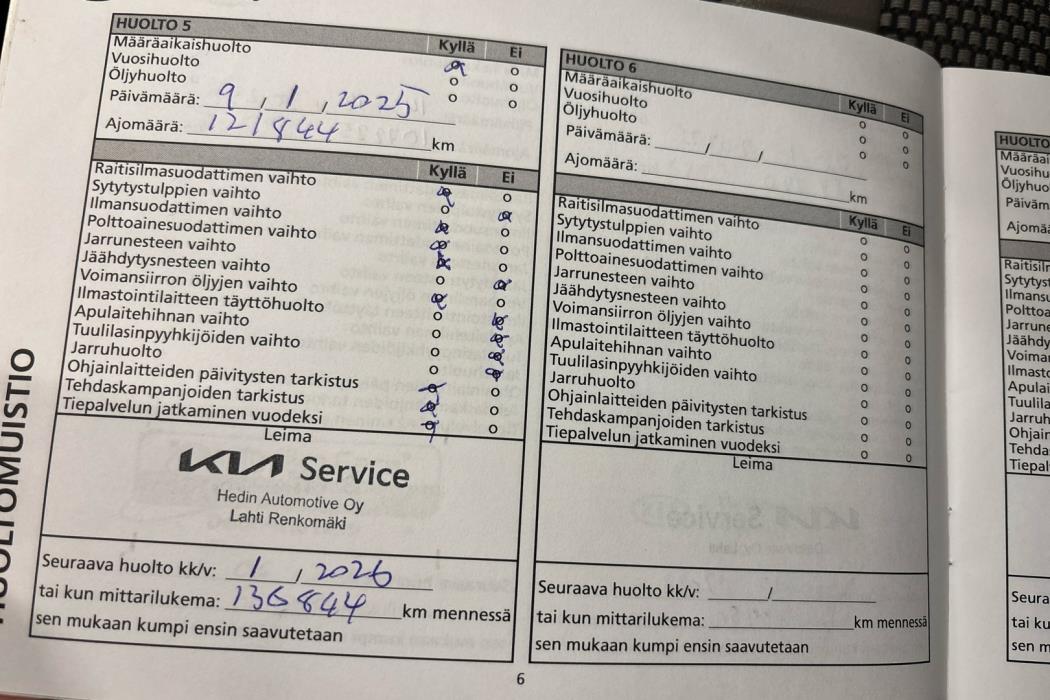 HUOLTO 5
Kyllä Ei
Määräaikaishuolto
Vuosihuolto
Öljyhuolto
Päivämäärä: 9 , 1 , 2025
Ajomäärä: 121844 km
Kyllä Ei
Raitisilmasuodattimen vaihto
Sytytystulppien vaihto
Ilmansuodattimen vaihto
Polttoainesuodattimen vaihto
Jarrunesteen vaihto
Jäähdytysnesteen vaihto
Voimansiirron öljyjen vaihto
Ilmastointilaitteen täyttöhuolto
Apulaitehihnan vaihto
Tuulilasinpyyhkijöiden vaihto
Jarruhuolto
Ohjainlaitteiden päivitysten tarkistus
Tehdaskampanjoiden tarkistus
Tiepalvelun jatkaminen vuodeksi
Leima
KIA Service
Hedin Automotive Oy
Lahti Renkomäki
Seuraava huolto kk/v: 1 , 2026
tai kun mittarilukema: 136844 km mennessä
sen mukaan kumpi ensin saavutetaan
HUOLTO 6
Kyllä Ei
Määräaikaishuolto
Vuosihuolto
Öljyhuolto
Päivämäärä: / /
Ajomäärä: km
Kyllä Ei
Raitisilmasuodattimen vaihto
Sytytystulppien vaihto
Ilmansuodattimen vaihto
Polttoainesuodattimen vaihto
Jarrunesteen vaihto
Jäähdytysnesteen vaihto
Voimansiirron öljyjen vaihto
Ilmastointilaitteen täyttöhuolto
Apulaitehihnan vaihto
Tuulilasinpyyhkijöiden vaihto
Jarruhuolto
Ohjainlaitteiden päivitysten tarkistus
Tehdaskampanjoiden tarkistus
Tiepalvelun jatkaminen vuodeksi
Leima
Seuraava huolto kk/v: /
tai kun mittarilukema: km mennessä
sen mukaan kumpi ensin saavutetaan
6
HUOLTO